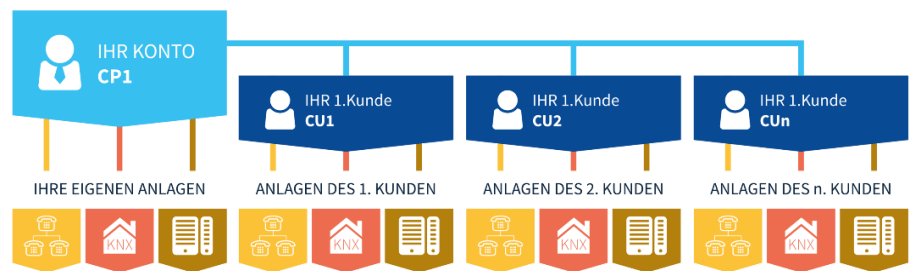 IHR KONTO
CP1
IHR 1.Kunde
CU1
IHR 1.Kunde
CU2
IHR 1.Kunde
CUn
IHRE EIGENEN ANLAGEN
ANLAGEN DES 1. KUNDEN
ANLAGEN DES 2. KUNDEN
ANLAGEN DES n. KUNDEN
KNX
KNX
KNX
KNX